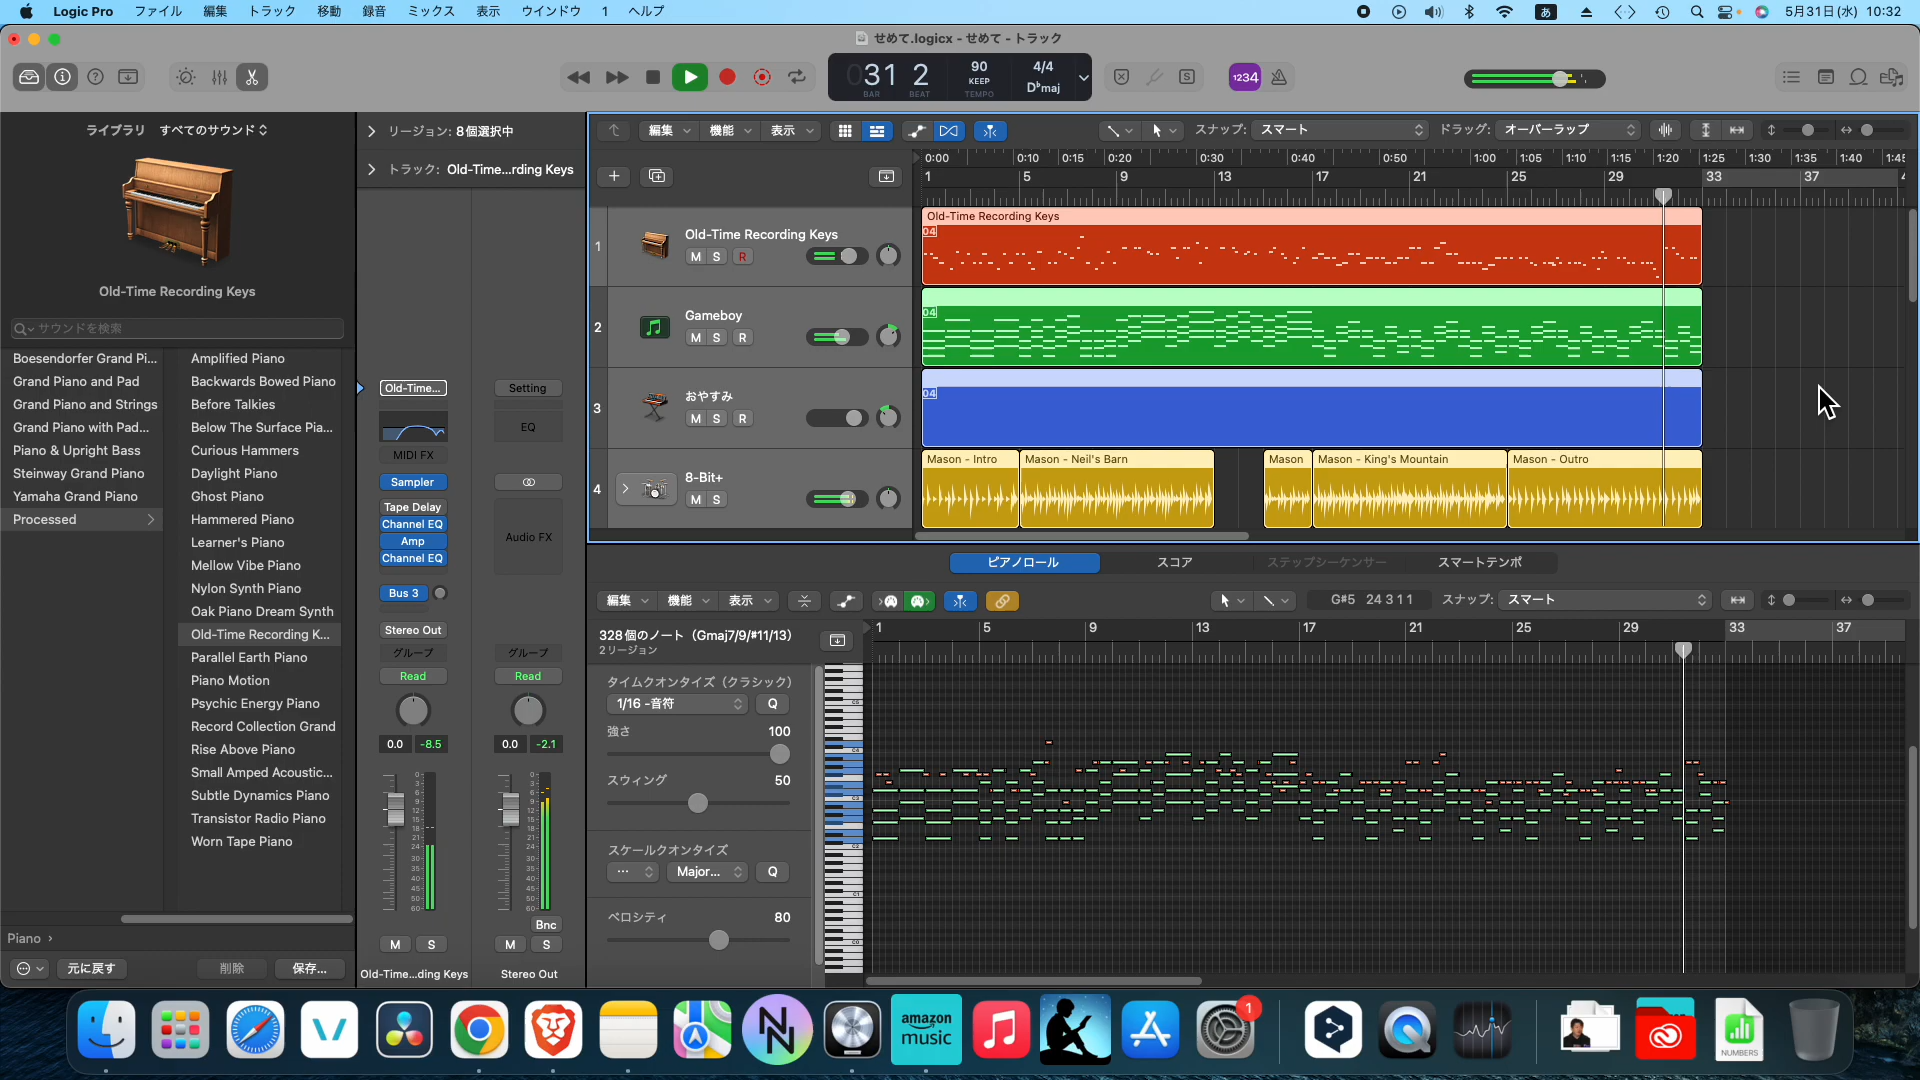 Logic Pro ファイル 編集 トラック 移動 録音 ミックス 表示 ウインドウ 1 ヘルプ あ 5月31日(水) 10:32
せめて.logicx - せめて - トラック
031 2 90 KEEP 4/4 D♭maj 1234
BAR BEAT TEMPO
ライブラリ すべてのサウンド
リージョン: 8個選択中
トラック: Old-Time...rding Keys
編集 機能 表示 スナップ: スマート ドラッグ: オーバーラップ
0:00 0:10 0:15 0:20 0:30 0:40 0:50 1:00 1:05 1:10 1:15 1:20 1:25 1:30 1:35 1:40
1 5 9 13 17 21 25 29 33 37
Old-Time Recording Keys
サウンドを検索
Boesendorfer Grand Pi...
Grand Piano and Pad
Grand Piano and Strings
Grand Piano with Pad...
Piano & Upright Bass
Steinway Grand Piano
Yamaha Grand Piano
Processed
Amplified Piano
Backwards Bowed Piano
Before Talkies
Below The Surface Pia...
Curious Hammers
Daylight Piano
Ghost Piano
Hammered Piano
Learner's Piano
Mellow Vibe Piano
Nylon Synth Piano
Oak Piano Dream Synth
Old-Time Recording K...
Parallel Earth Piano
Piano Motion
Psychic Energy Piano
Record Collection Grand
Rise Above Piano
Small Amped Acoustic...
Subtle Dynamics Piano
Transistor Radio Piano
Worn Tape Piano
Piano
元に戻す 削除 保存...
Old-Time... Setting
EQ
MIDI FX
Sampler
Tape Delay
Channel EQ
Amp
Channel EQ
Audio FX
Bus 3
Stereo Out
グループ グループ
Read Read
0.0 -8.5 0.0 -2.1
Bnc
M S M S
Old-Time...ding Keys Stereo Out
1 Old-Time Recording Keys
M S R
2 Gameboy
M S R
3 おやすみ
M S R
4 8-Bit+
M S
Old-Time Recording Keys
04
04
04
Mason - Intro Mason - Neil's Barn Mason Mason - King's Mountain Mason - Outro
ピアノロール スコア ステップシーケンサー スマートテンポ
編集 機能 表示 G#5 24 3 1 1 スナップ: スマート
328個のノート (Gmaj7/9/#11/13)
2リージョン
1 5 9 13 17 21 25 29 33 37
タイムクオンタイズ (クラシック)
1/16 -音符 Q
強さ 100
スウィング 50
スケールクオンタイズ
... Major... Q
ベロシティ 80
amazon music
1
NUMBERS